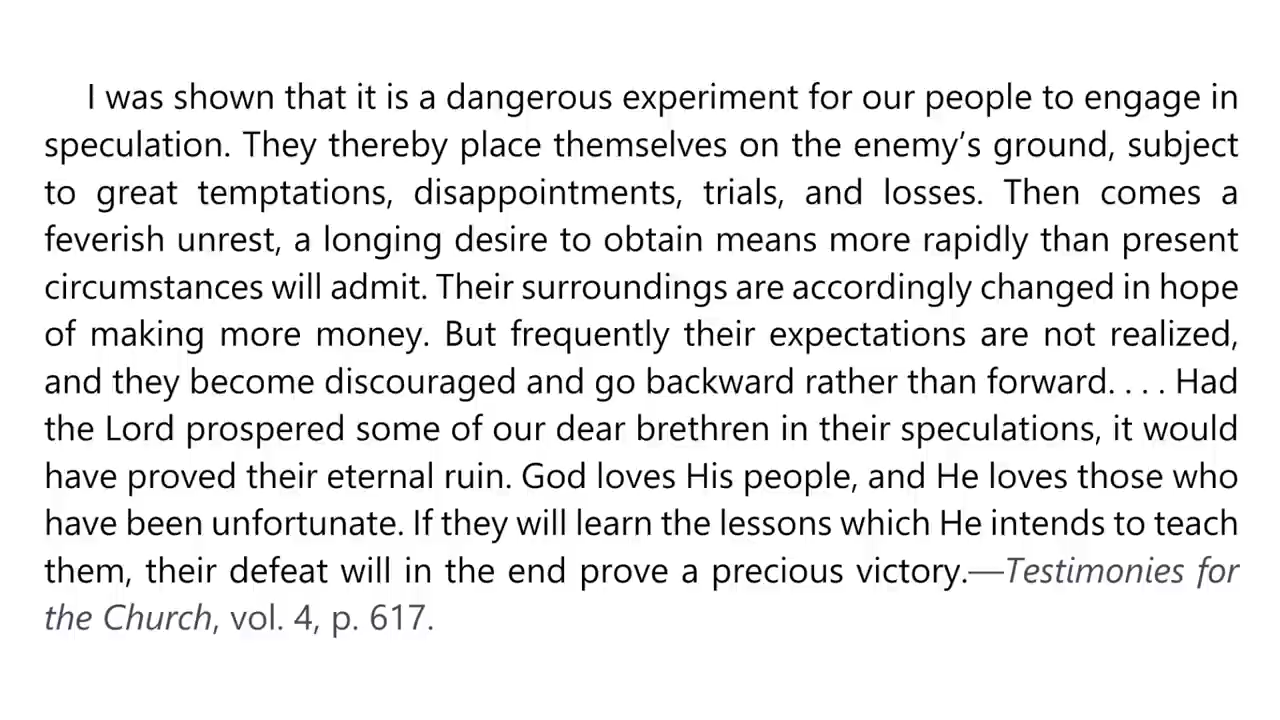 I was shown that it is a dangerous experiment for our people to engage in
speculation. They thereby place themselves on the enemy’s ground, subject
to great temptations, disappointments, trials, and losses. Then comes a
feverish unrest, a longing desire to obtain means more rapidly than present
circumstances will admit. Their surroundings are accordingly changed in hope
of making more money. But frequently their expectations are not realized,
and they become discouraged and go backward rather than forward. . . . Had
the Lord prospered some of our dear brethren in their speculations, it would
have proved their eternal ruin. God loves His people, and He loves those who
have been unfortunate. If they will learn the lessons which He intends to teach
them, their defeat will in the end prove a precious victory.—Testimonies for
the Church, vol. 4, p. 617.